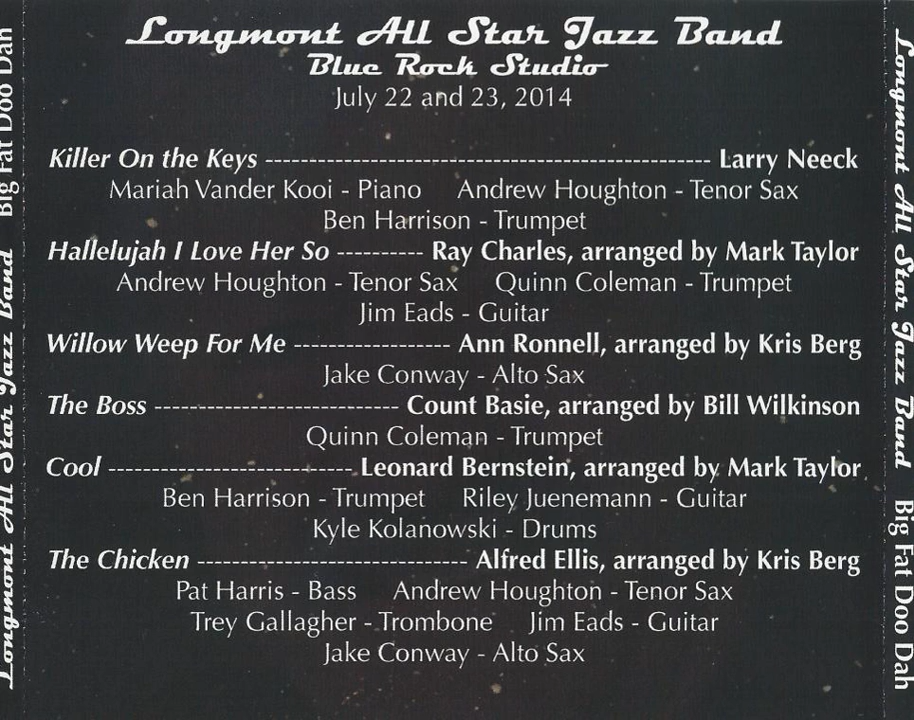 Longmont All Star Jazz Band
Blue Rock Studio
July 22 and 23, 2014
Killer On the Keys --------------------------------------------------- Larry Neeck
Mariah Vander Kooi - Piano Andrew Houghton - Tenor Sax
Ben Harrison - Trumpet
Hallelujah I Love Her So ---------- Ray Charles, arranged by Mark Taylor
Andrew Houghton - Tenor Sax Quinn Coleman - Trumpet
Jim Eads - Guitar
Willow Weep For Me ------------------ Ann Ronnell, arranged by Kris Berg
Jake Conway - Alto Sax
The Boss ---------------------------- Count Basie, arranged by Bill Wilkinson
Quinn Coleman - Trumpet
Cool ---------------------------- Leonard Bernstein, arranged by Mark Taylor
Ben Harrison - Trumpet Riley Juenemann - Guitar
Kyle Kolanowski - Drums
The Chicken ------------------------------- Alfred Ellis, arranged by Kris Berg
Pat Harris - Bass Andrew Houghton - Tenor Sax
Trey Gallagher - Trombone Jim Eads - Guitar
Jake Conway - Alto Sax
Longmont All Star Jazz Band Big Fat Doo Dah
Longmont All Star Jazz Band Big Fat Doo Dah